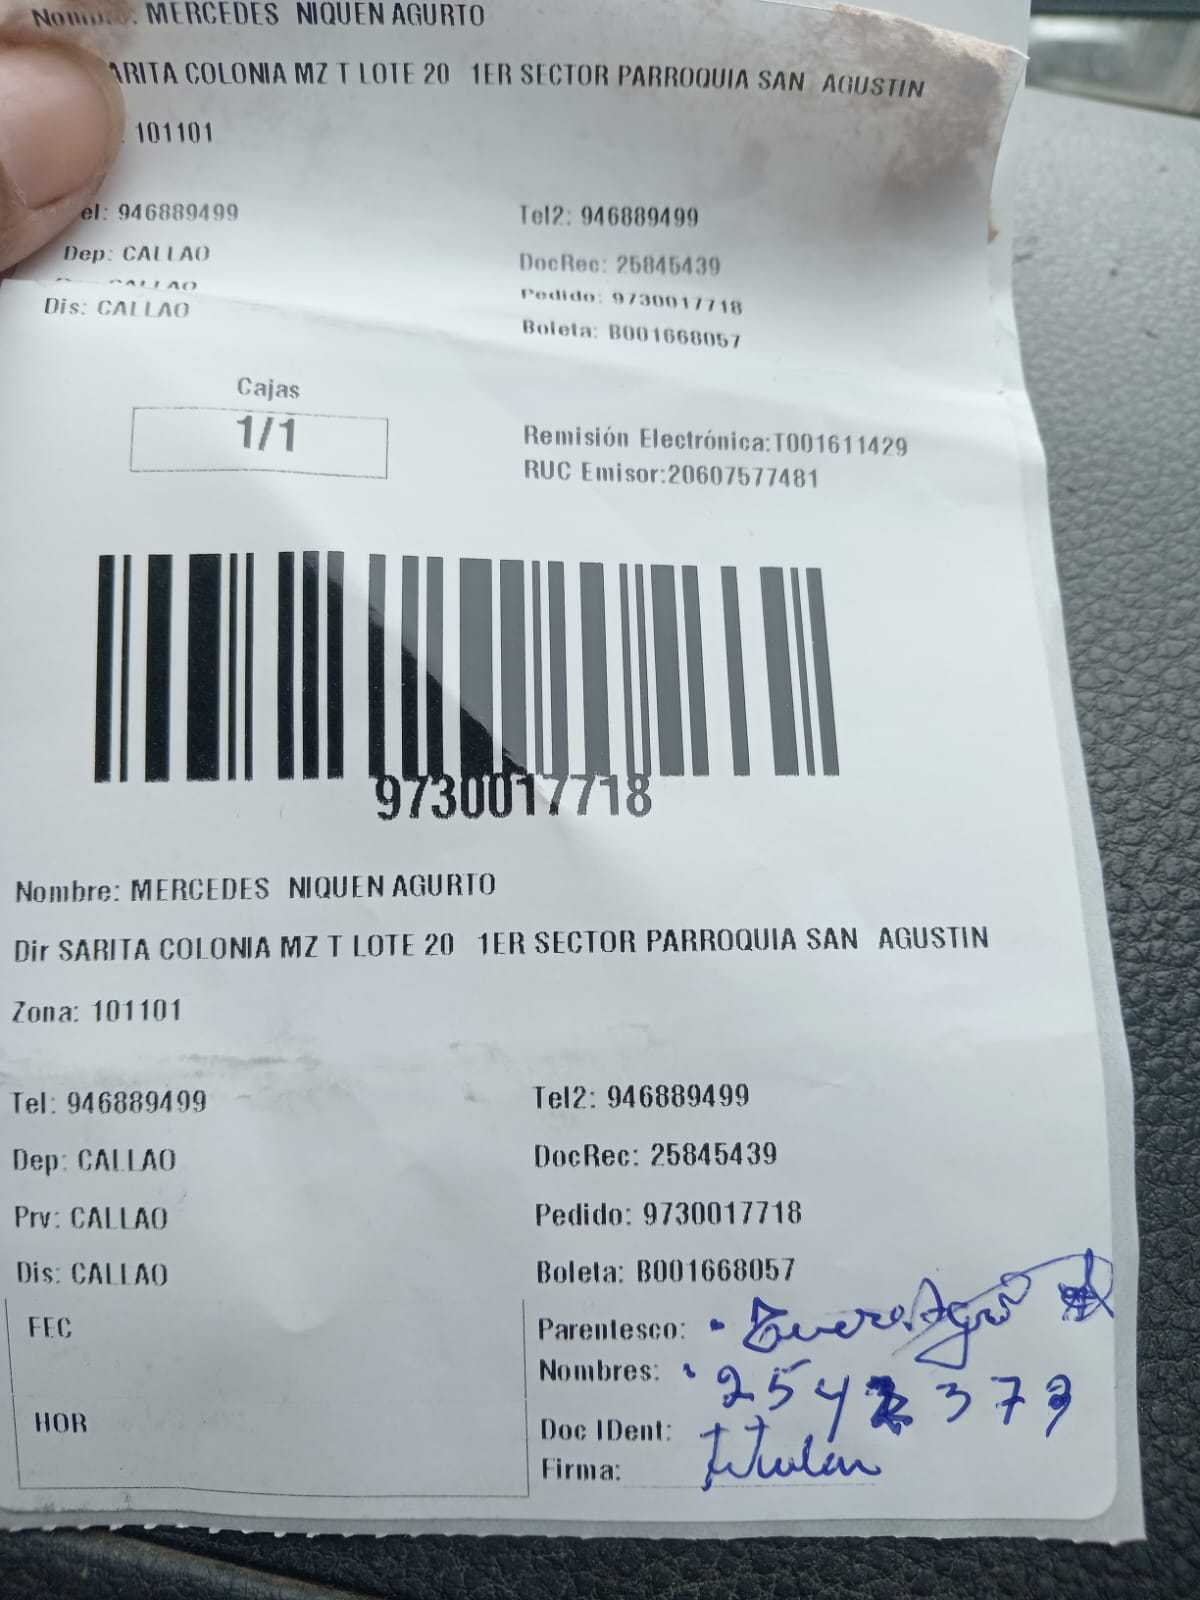 Nombre: MERCEDES NIQUEN AGURTO
SARITA COLONIA MZ T LOTE 20 1ER SECTOR PARROQUIA SAN AGUSTIN
101101
el: 946889499 Tel2: 946889499
Dep: CALLAO DocRec: 25845439
CALLAO Pedido: 9730017718
Dis: CALLAO Boleta: B001668057
Cajas
1/1
Remisión Electrónica:T001611429
RUC Emisor:20607577481
9730017718
Nombre: MERCEDES NIQUEN AGURTO
Dir SARITA COLONIA MZ T LOTE 20 1ER SECTOR PARROQUIA SAN AGUSTIN
Zona: 101101
Tel: 946889499 Tel2: 946889499
Dep: CALLAO DocRec: 25845439
Prv: CALLAO Pedido: 9730017718
Dis: CALLAO Boleta: B001668057
FEC
Parentesco:
Nombres:
HOR
Doc IDent:
Firma: titular